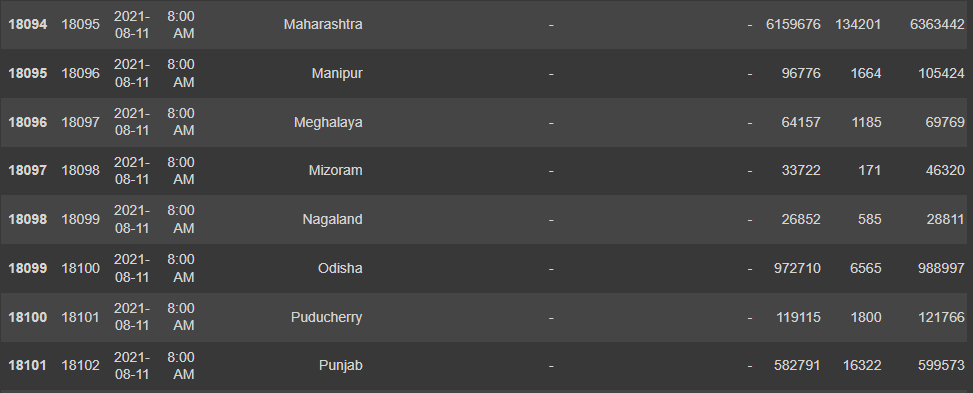 18094 18095 2021-08-11 8:00 AM Maharashtra - - 6159676 134201 6363442
18095 18096 2021-08-11 8:00 AM Manipur - - 96776 1664 105424
18096 18097 2021-08-11 8:00 AM Meghalaya - - 64157 1185 69769
18097 18098 2021-08-11 8:00 AM Mizoram - - 33722 171 46320
18098 18099 2021-08-11 8:00 AM Nagaland - - 26852 585 28811
18099 18100 2021-08-11 8:00 AM Odisha - - 972710 6565 988997
18100 18101 2021-08-11 8:00 AM Puducherry - - 119115 1800 121766
18101 18102 2021-08-11 8:00 AM Punjab - - 582791 16322 599573